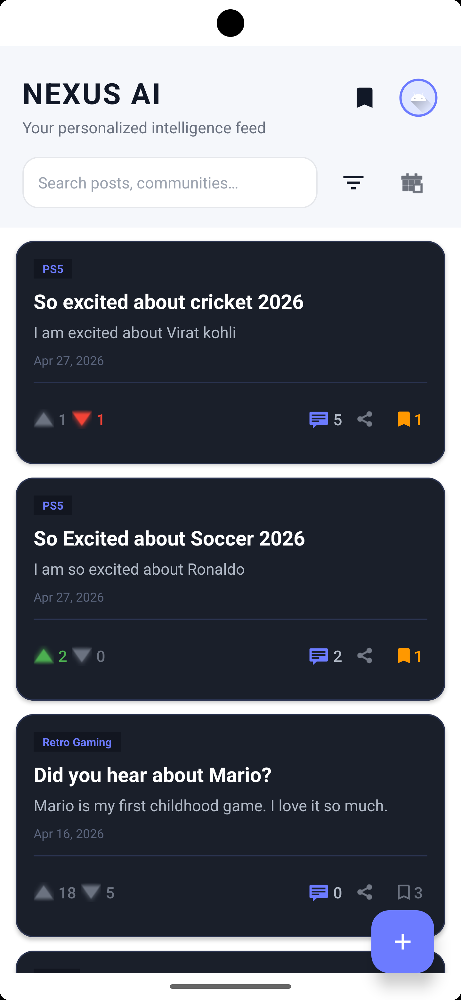 NEXUS AI
Your personalized intelligence feed
Search posts, communities...
PS5
So excited about cricket 2026
I am excited about Virat kohli
Apr 27, 2026
1 1 5 1
PS5
So Excited about Soccer 2026
I am so excited about Ronaldo
Apr 27, 2026
2 0 2 1
Retro Gaming
Did you hear about Mario?
Mario is my first childhood game. I love it so much.
Apr 16, 2026
18 5 0 3